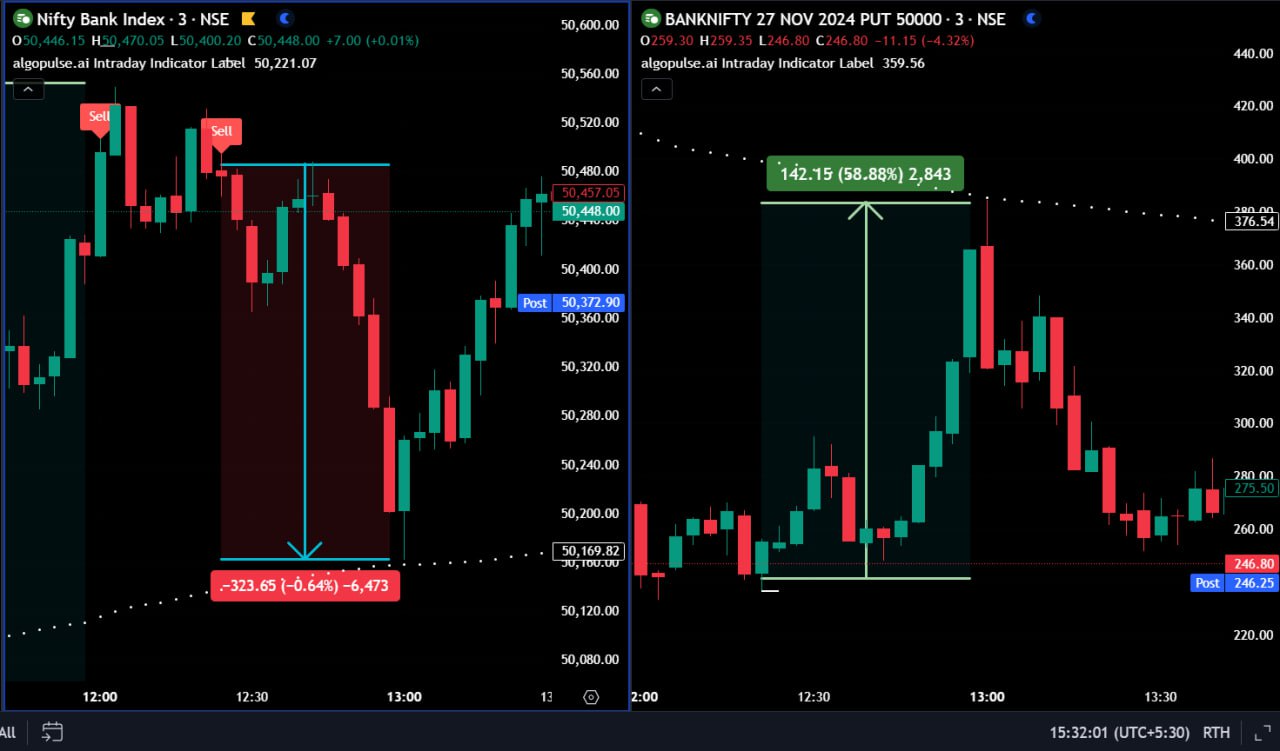 Nifty Bank Index · 3 · NSE
O50,446.15 H50,470.05 L50,400.20 C50,448.00 +7.00 (+0.01%)
algopulse.ai Intraday Indicator Label 50,221.07
Sell
Sell
-323.65 (-0.64%) -6,473
50,600.00
50,560.00
50,520.00
50,480.00
50,457.05
50,448.00
50,440.00
50,400.00
Post 50,372.90
50,360.00
50,320.00
50,280.00
50,240.00
50,200.00
50,169.82
50,160.00
50,120.00
50,080.00
12:00 12:30 13:00
BANKNIFTY 27 NOV 2024 PUT 50000 · 3 · NSE
O259.30 H259.35 L246.80 C246.80 −11.15 (−4.32%)
algopulse.ai Intraday Indicator Label 359.56
142.15 (58.88%) 2,843
440.00
420.00
400.00
380.00
376.54
360.00
340.00
320.00
300.00
280.00
275.50
260.00
246.80
Post 246.25
220.00
2:00 12:30 13:00 13:30
All
15:32:01 (UTC+5:30) RTH